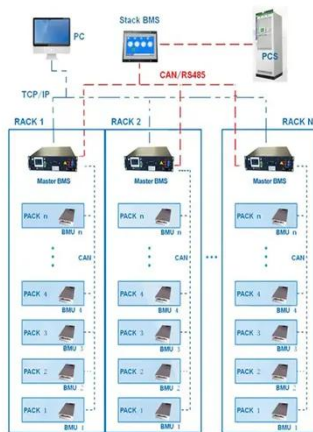 PC
Stack BMS
PCS
CAN/RS485
TCP/IP
RACK 1
RACK 2
RACK N
Master BMS
Master BMS
Master BMS
PACK n
BMU n
PACK n
BMU n
PACK n
BMU n
CAN
CAN
CAN
PACK 4
BMU 4
PACK 4
BMU 4
PACK 4
BMU 4
PACK 3
BMU 3
PACK 3
BMU 3
PACK 3
BMU 3
PACK 2
BMU 2
PACK 2
BMU 2
PACK 2
BMU 2
PACK 1
BMU 1
PACK 1
BMU 1
PACK 1
BMU 1